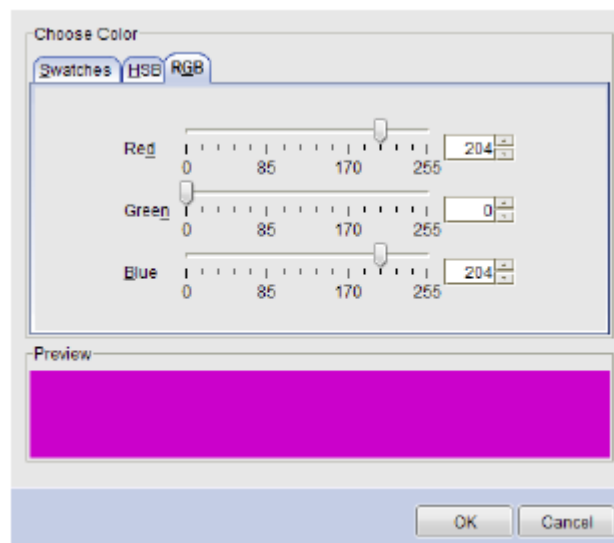 Choose Color
Swatches HSB RGB
Red 204
0 85 170 255
Green 0
0 85 170 255
Blue 204
0 85 170 255
Preview
OK Cancel